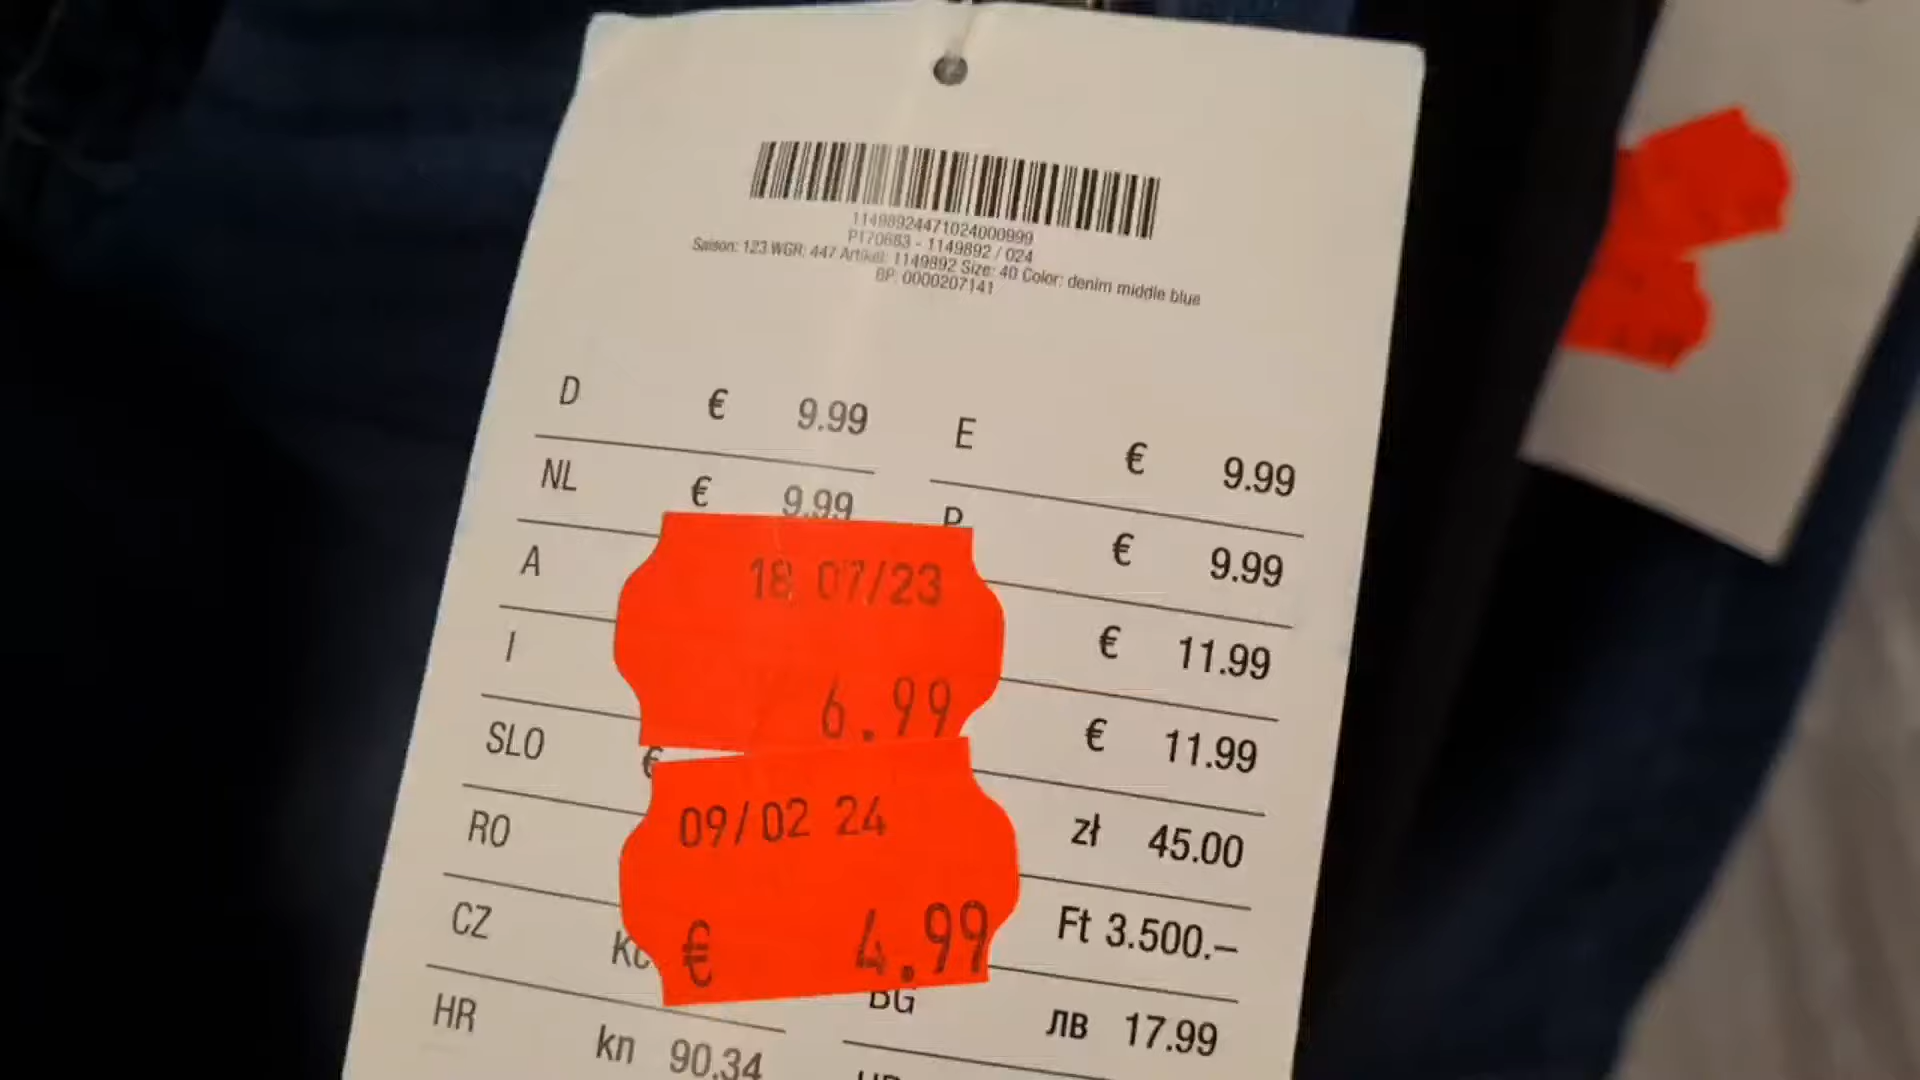 11498924471024000999
P170683 - 1149892 / 024
Saison: 123 WGR: 447 Artikel: 1149892 Size: 40 Color: denim middle blue
BP: 0000207141
D € 9.99
E € 9.99
NL € 9.99
P € 9.99
A
€ 11.99
I
€ 11.99
SLO €
zł 45.00
RO
Ft 3.500.–
CZ Kč
BG лв 17.99
HR kn 90.34
18 07/23
6.99
09/02 24
€ 4.99